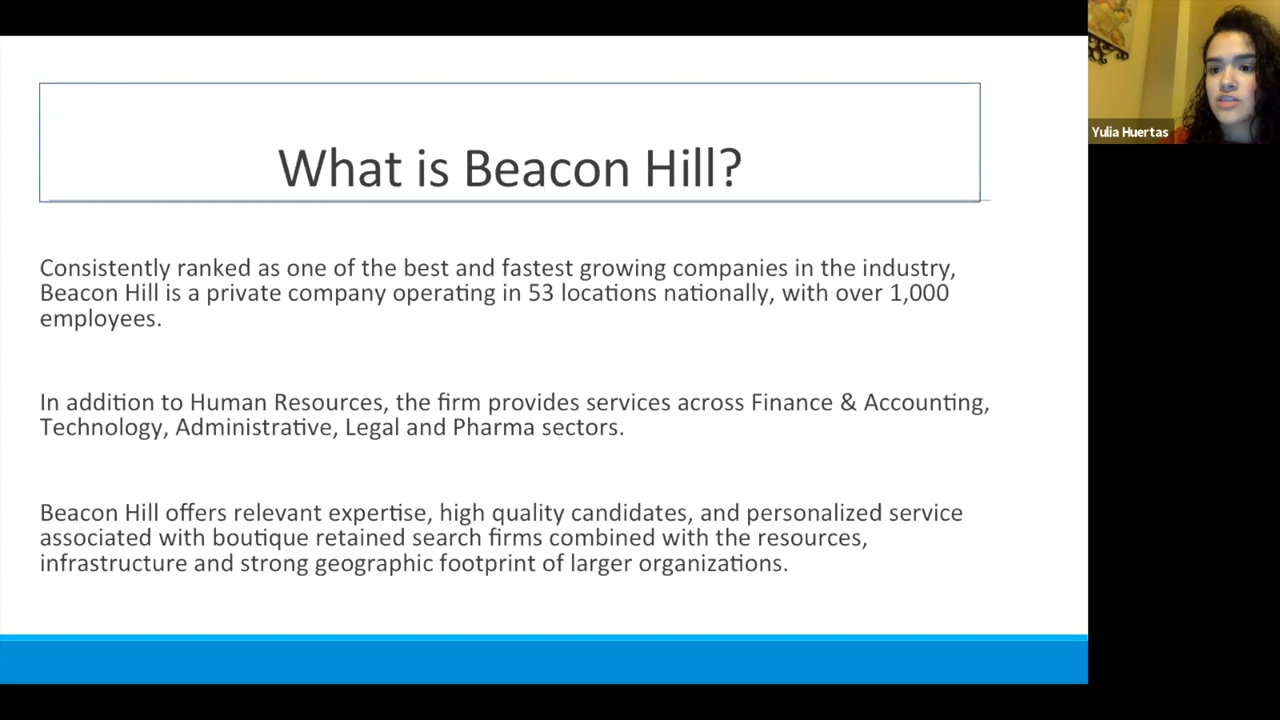 What is Beacon Hill?
Consistently ranked as one of the best and fastest growing companies in the industry,
Beacon Hill is a private company operating in 53 locations nationally, with over 1,000
employees.
In addition to Human Resources, the firm provides services across Finance & Accounting,
Technology, Administrative, Legal and Pharma sectors.
Beacon Hill offers relevant expertise, high quality candidates, and personalized service
associated with boutique retained search firms combined with the resources,
infrastructure and strong geographic footprint of larger organizations.
Yulia Huertas